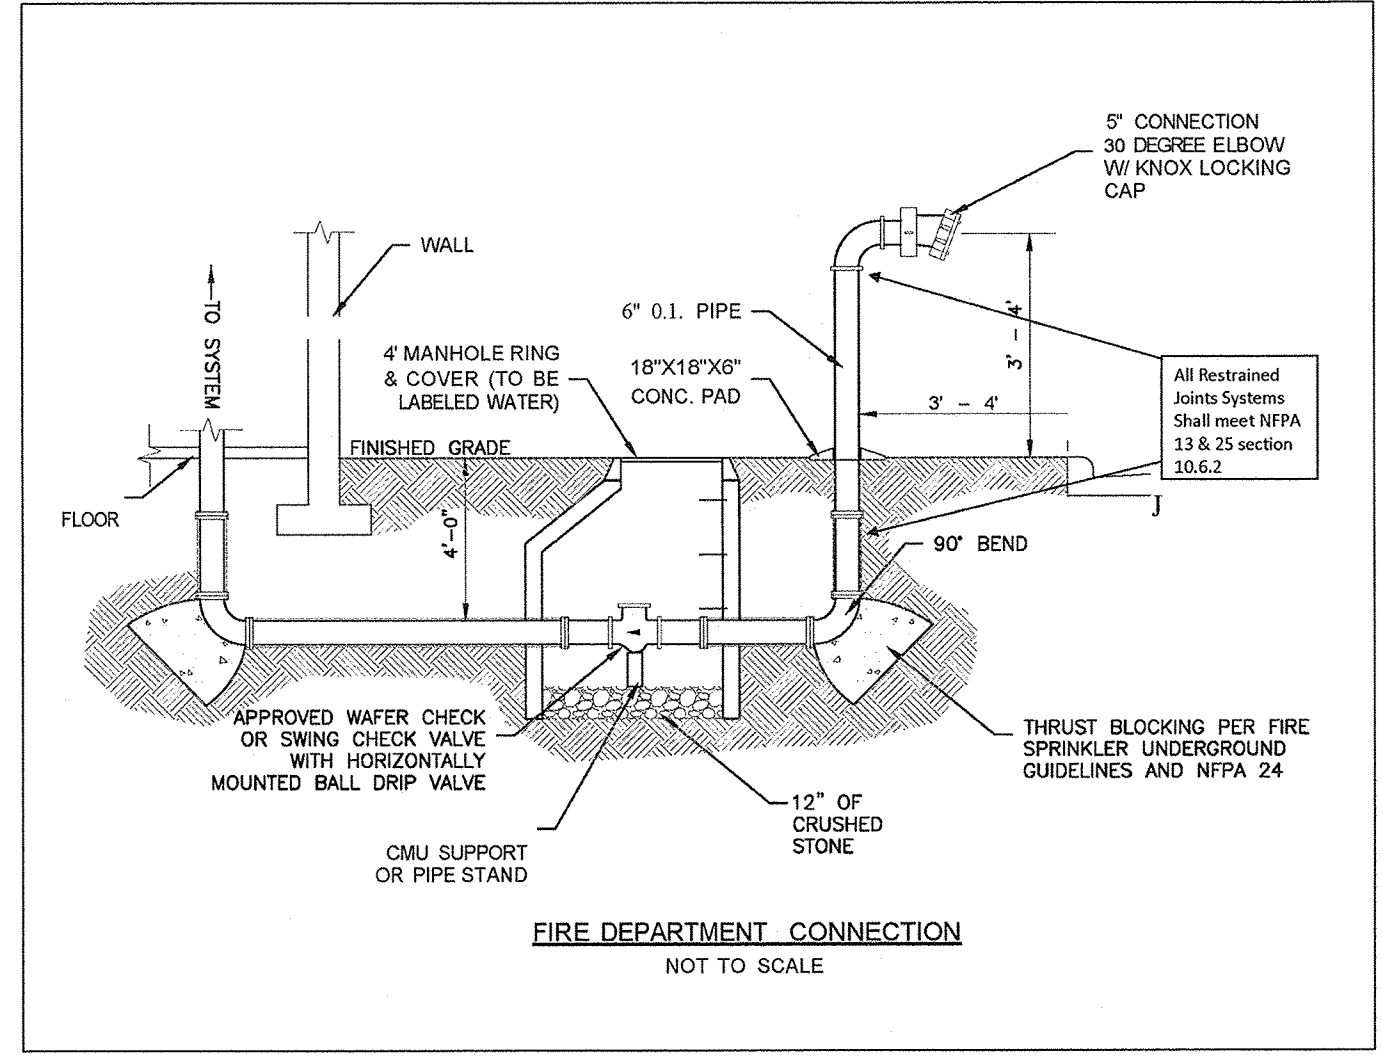 5" CONNECTION
30 DEGREE ELBOW
W/ KNOX LOCKING
CAP
WALL
TO SYSTEM
6" 0.1. PIPE
3' - 4'
4' MANHOLE RING
& COVER (TO BE
LABELED WATER)
18"X18"X6"
CONC. PAD
3' - 4'
All Restrained
Joints Systems
Shall meet NFPA
13 & 25 section
10.6.2
FINISHED GRADE
FLOOR
4'-0"
J
90° BEND
APPROVED WAFER CHECK
OR SWING CHECK VALVE
WITH HORIZONTALLY
MOUNTED BALL DRIP VALVE
THRUST BLOCKING PER FIRE
SPRINKLER UNDERGROUND
GUIDELINES AND NFPA 24
12" OF
CRUSHED
STONE
CMU SUPPORT
OR PIPE STAND
FIRE DEPARTMENT CONNECTION
NOT TO SCALE